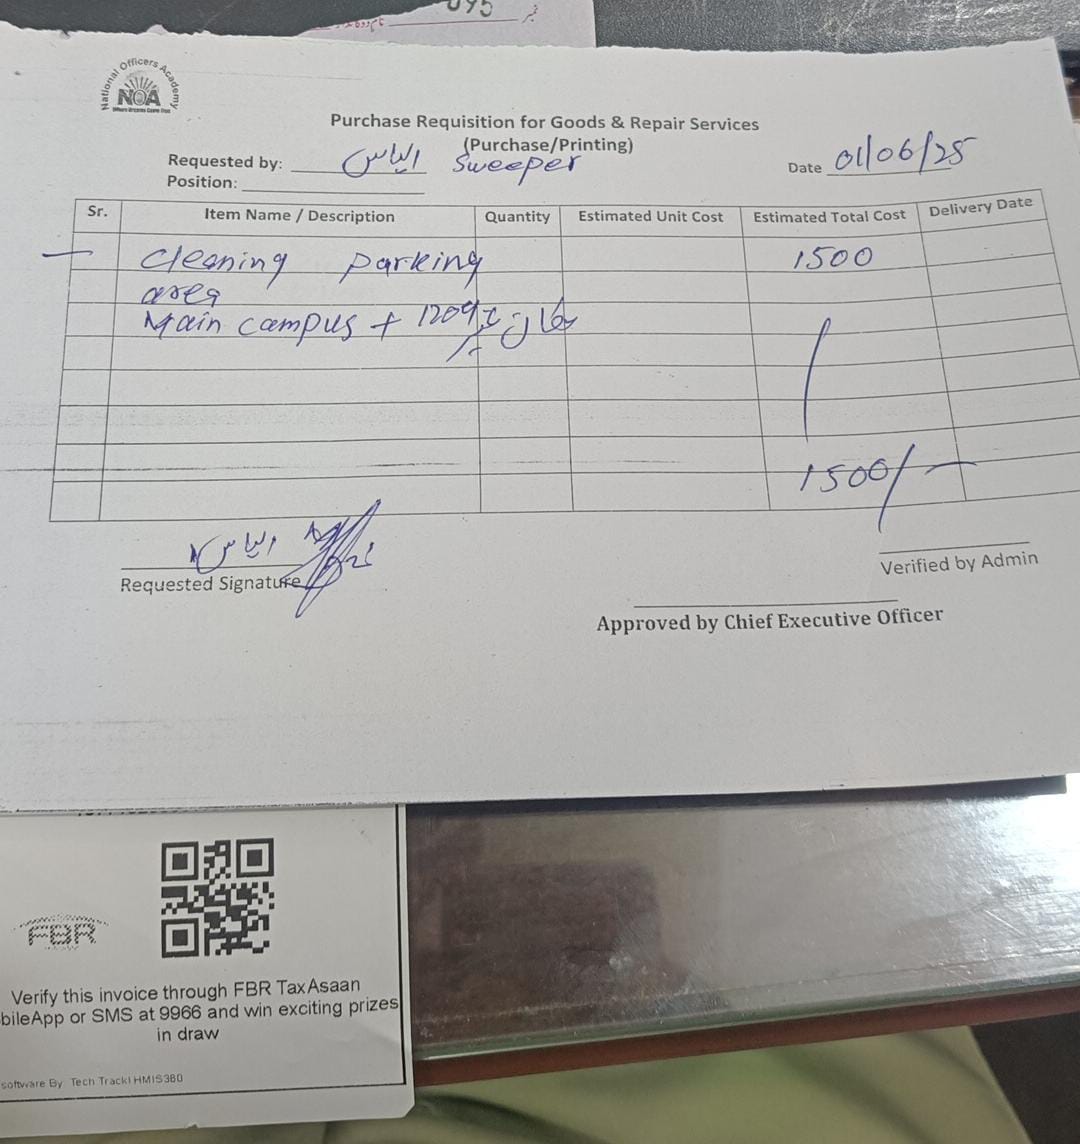 095
National Officers Academy
NOA
Purchase Requisition for Goods & Repair Services
(Purchase/Printing)
Requested by: الیاس Sweeper
Date 01/06/25
Position:
Sr. Item Name / Description Quantity Estimated Unit Cost Estimated Total Cost Delivery Date
cleaning parking 1500
area
Main campus + 1209
1500/-
الیاس
Requested Signature
Verified by Admin
Approved by Chief Executive Officer
FBR
Verify this invoice through FBR TaxAsaan
bileApp or SMS at 9966 and win exciting prizes
in draw
software By Tech Track| HMIS360